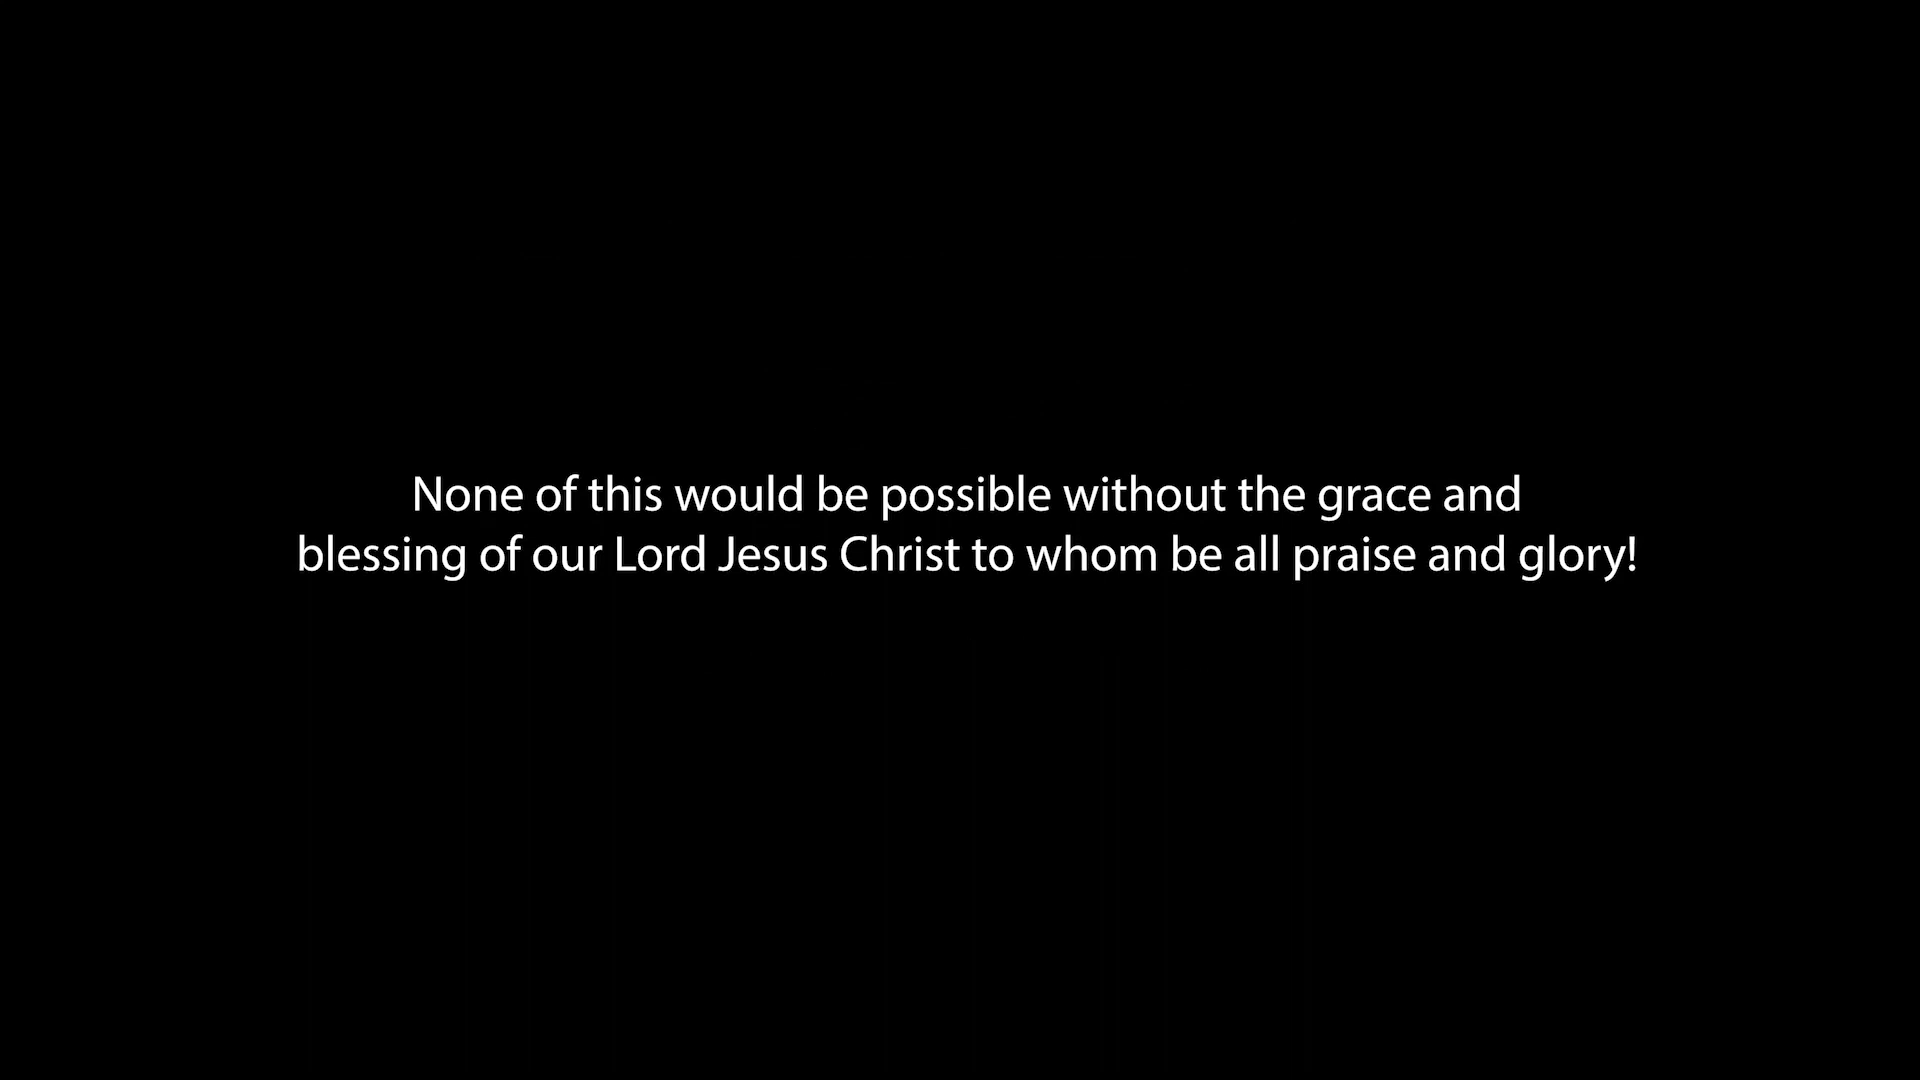 None of this would be possible without the grace and
blessing of our Lord Jesus Christ to whom be all praise and glory!